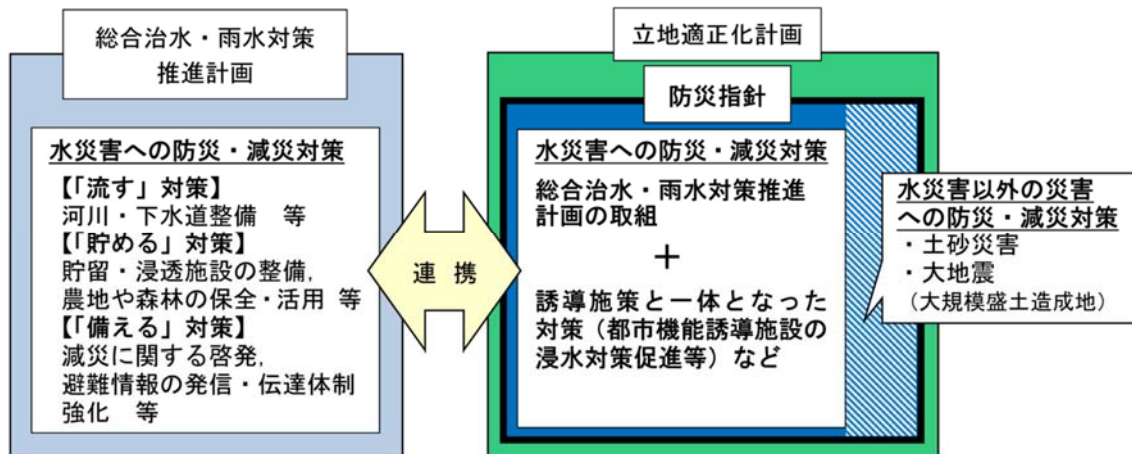 総合治水・雨水対策
推進計画
水災害への防災・減災対策
【「流す」対策】
河川・下水道整備　等
【「貯める」対策】
貯留・浸透施設の整備,
農地や森林の保全・活用 等
【「備える」対策】
減災に関する啓発,
避難情報の発信・伝達体制
強化　等
連 携
立地適正化計画
防災指針
水災害への防災・減災対策
総合治水・雨水対策推進
計画の取組
＋
誘導施策と一体となった
対策（都市機能誘導施設の
浸水対策促進等）など
水災害以外の災害
への防災・減災対策
・土砂災害
・大地震
（大規模盛土造成地）